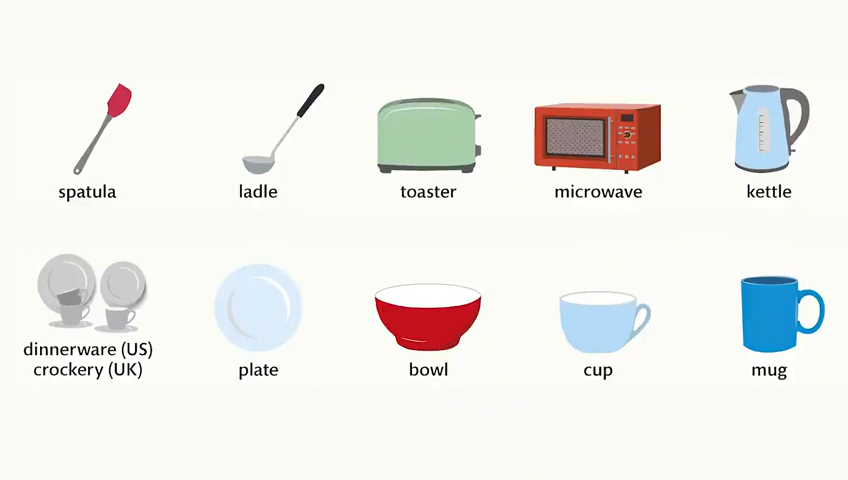 spatula
ladle
toaster
microwave
kettle
dinnerware (US)
crockery (UK)
plate
bowl
cup
mug